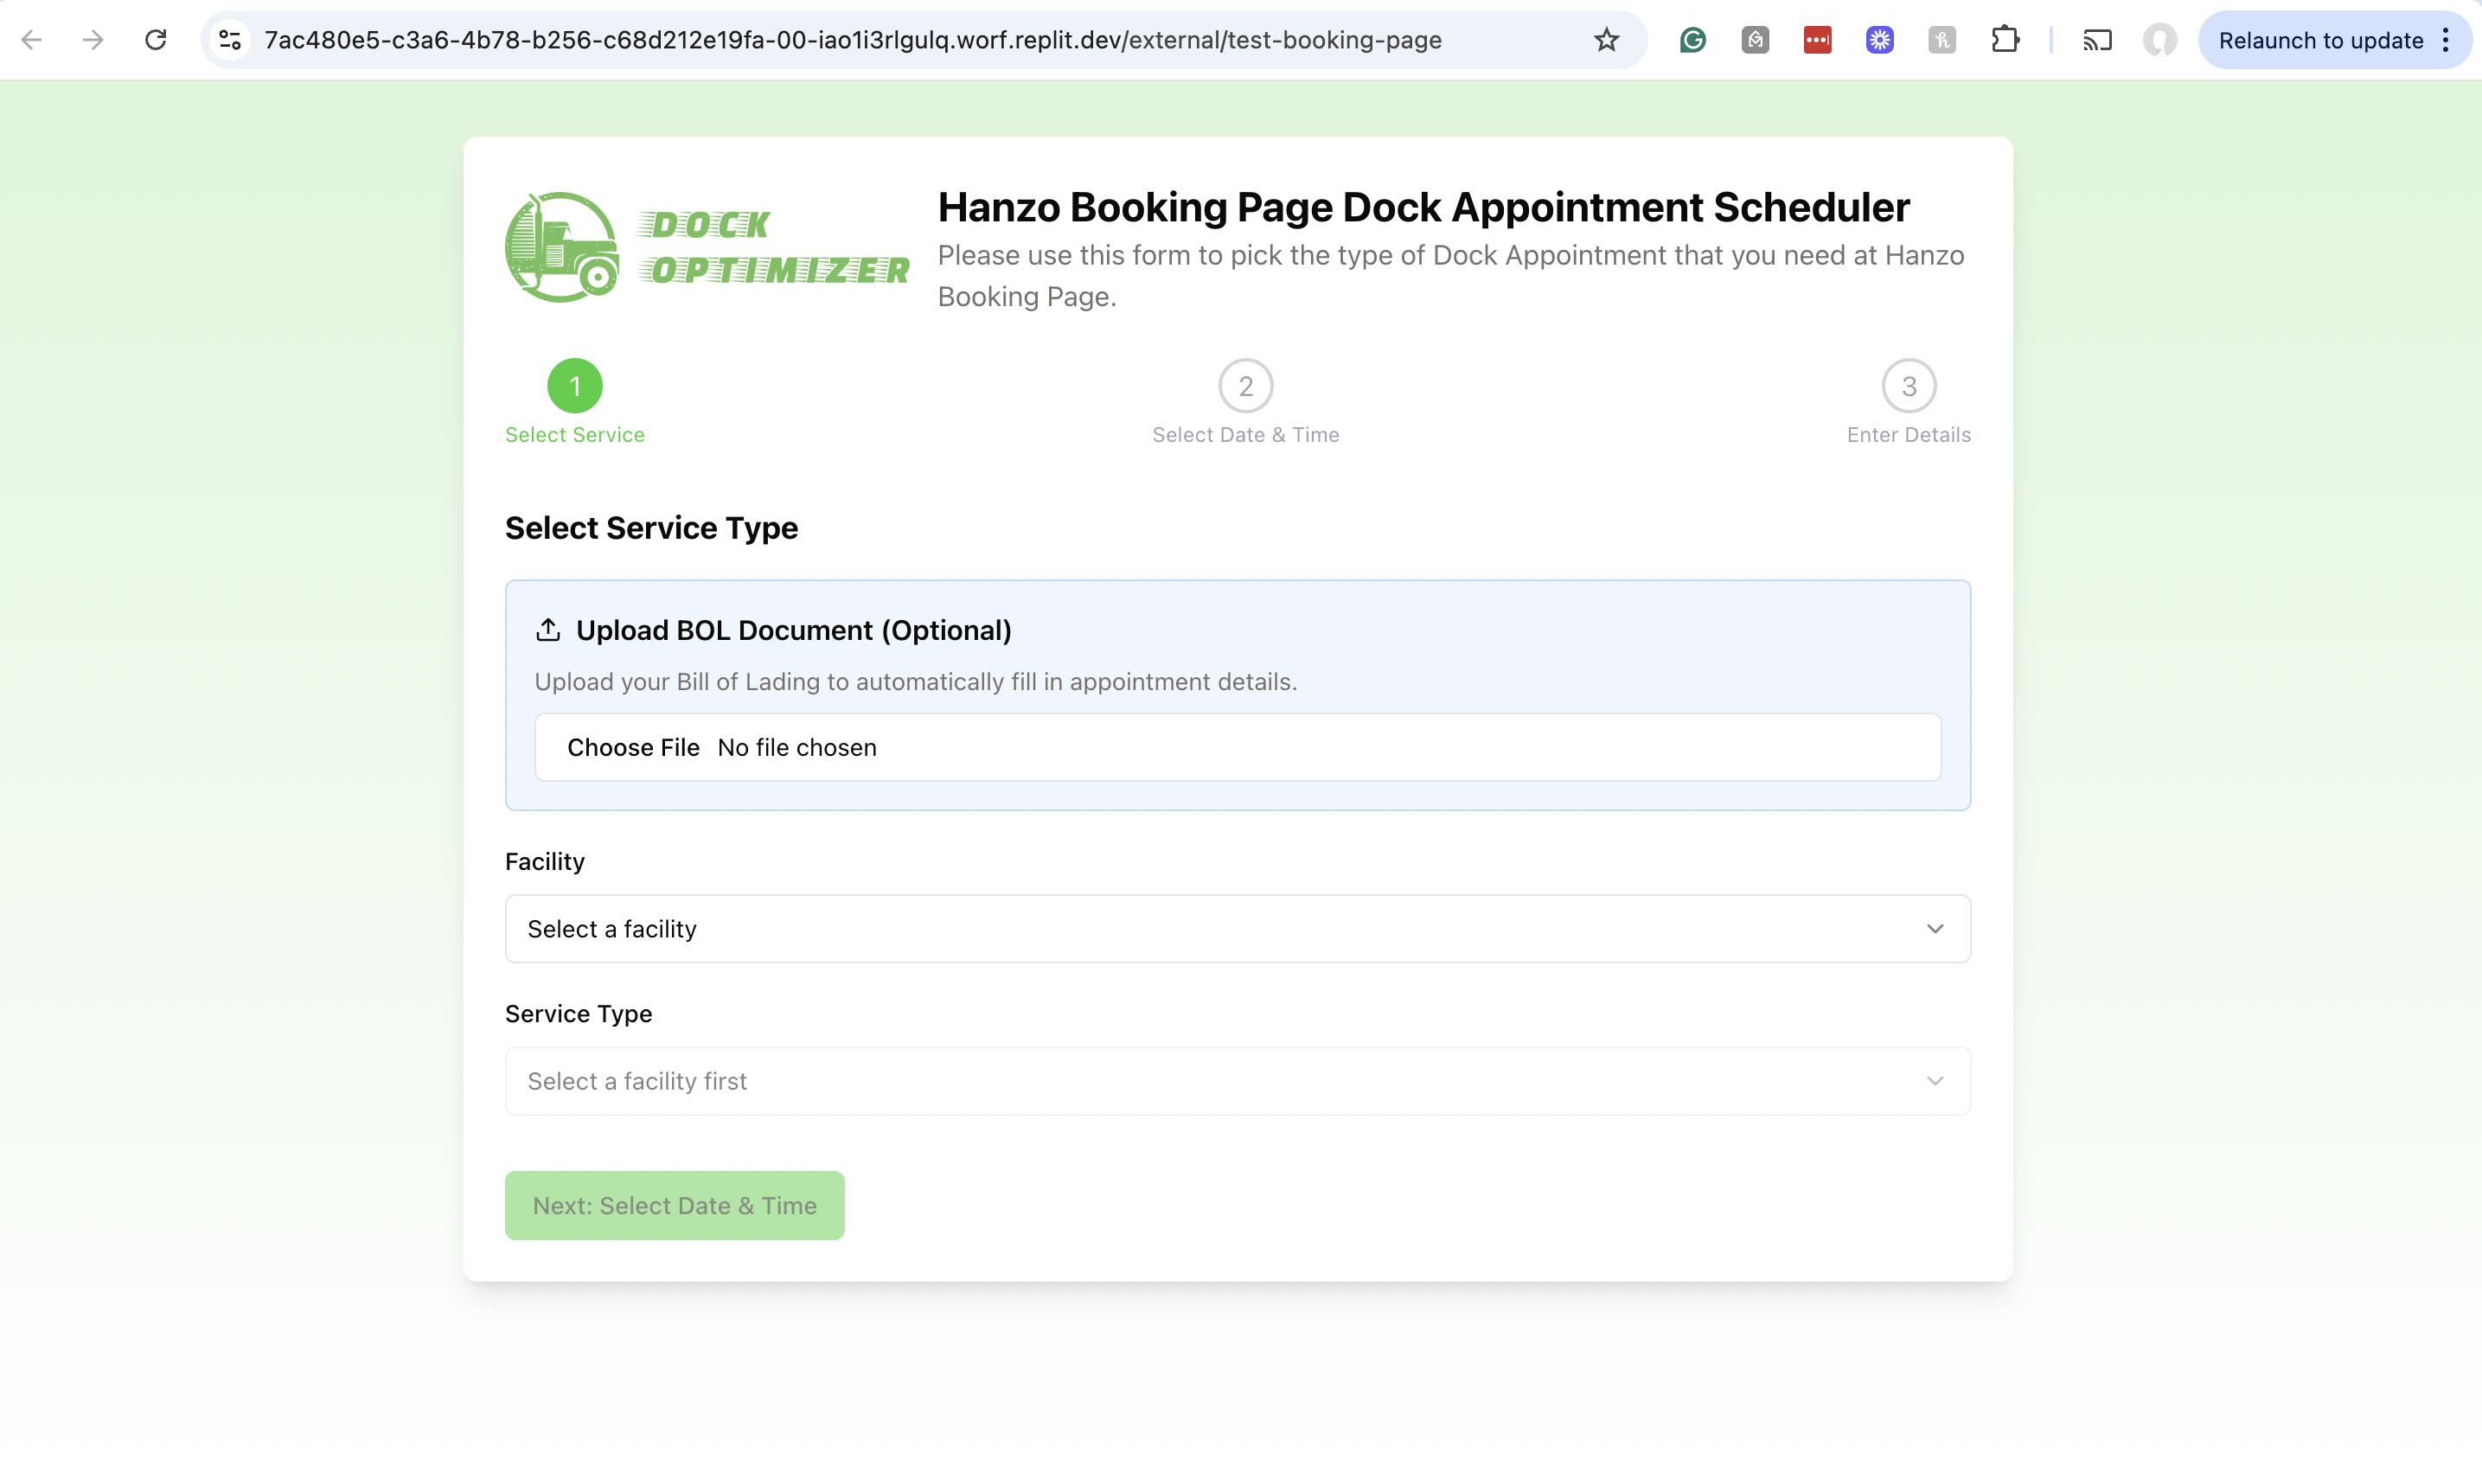 7ac480e5-c3a6-4b78-b256-c68d212e19fa-00-iao1i3rlgulq.worf.replit.dev/external/test-booking-page
Relaunch to update
DOCK
OPTIMIZER
Hanzo Booking Page Dock Appointment Scheduler
Please use this form to pick the type of Dock Appointment that you need at Hanzo
Booking Page.
1
2
3
Select Service
Select Date & Time
Enter Details
Select Service Type
Upload BOL Document (Optional)
Upload your Bill of Lading to automatically fill in appointment details.
Choose File No file chosen
Facility
Select a facility
Service Type
Select a facility first
Next: Select Date & Time